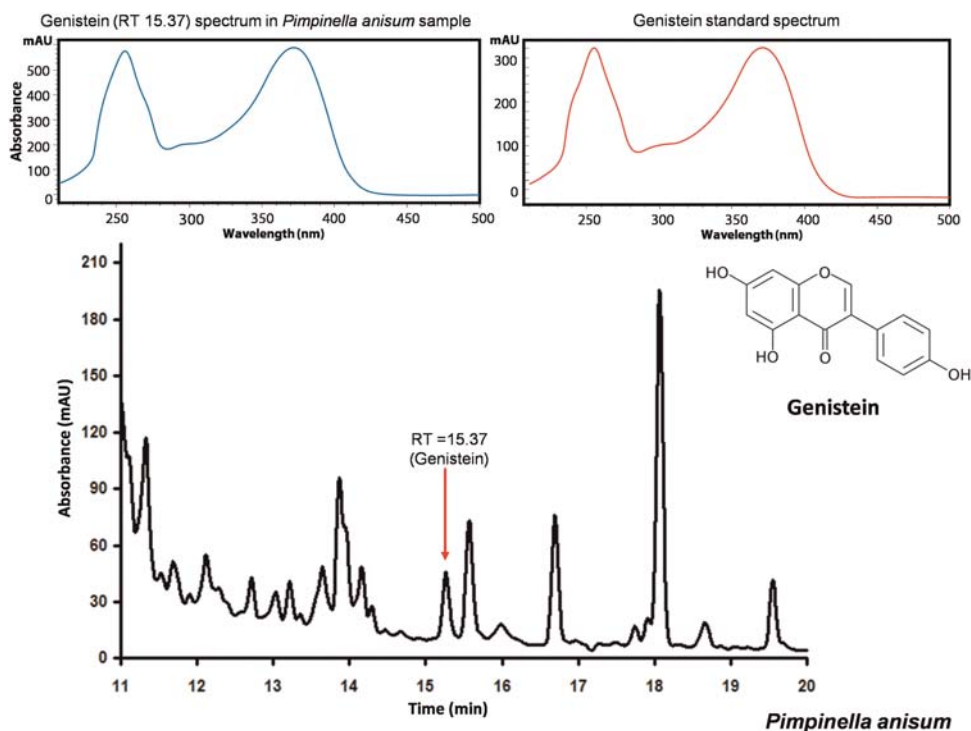 Genistein (RT 15.37) spectrum in Pimpinella anisum sample
mAU
500
400
300
200
100
0
Absorbance
250
300
350
400
450
500
Wavelength (nm)
Genistein standard spectrum
mAU
300
200
100
0
250
300
350
400
450
500
Wavelength (nm)
210
180
150
120
90
60
30
0
Absorbance (mAU)
RT =15.37
(Genistein)
HO
O
HO
O
OH
Genistein
11
12
13
14
15
16
17
18
19
20
Time (min)
Pimpinella anisum